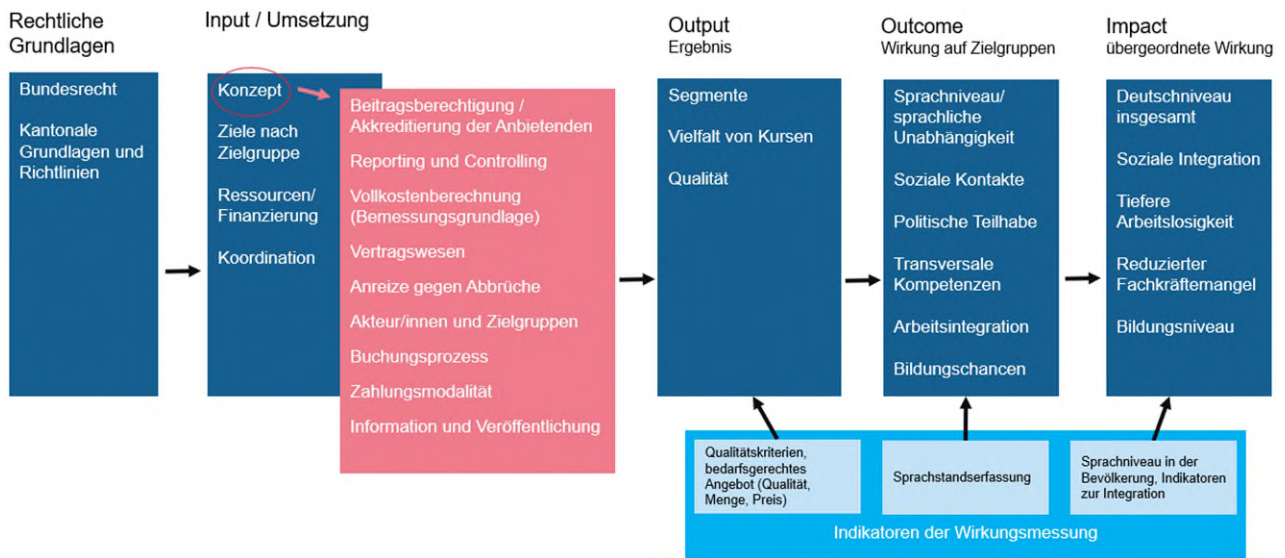 Rechtliche
Grundlagen
Bundesrecht
Kantonale
Grundlagen und
Richtlinien
Input / Umsetzung
Konzept
Ziele nach
Zielgruppe
Ressourcen/
Finanzierung
Koordination
Beitragsberechtigung /
Akkreditierung der Anbietenden
Reporting und Controlling
Vollkostenberechnung
(Bemessungsgrundlage)
Vertragswesen
Anreize gegen Abbrüche
Akteur/innen und Zielgruppen
Buchungsprozess
Zahlungsmodalität
Information und Veröffentlichung
Output
Ergebnis
Segmente
Vielfalt von Kursen
Qualität
Outcome
Wirkung auf Zielgruppen
Sprachniveau/
sprachliche
Unabhängigkeit
Soziale Kontakte
Politische Teilhabe
Transversale
Kompetenzen
Arbeitsintegration
Bildungschancen
Impact
übergeordnete Wirkung
Deutschniveau
insgesamt
Soziale Integration
Tiefere
Arbeitslosigkeit
Reduzierter
Fachkräftemangel
Bildungsniveau
Qualitätskriterien,
bedarfsgerechtes
Angebot (Qualität,
Menge, Preis)
Sprachstandserfassung
Sprachniveau in der
Bevölkerung, Indikatoren
zur Integration
Indikatoren der Wirkungsmessung